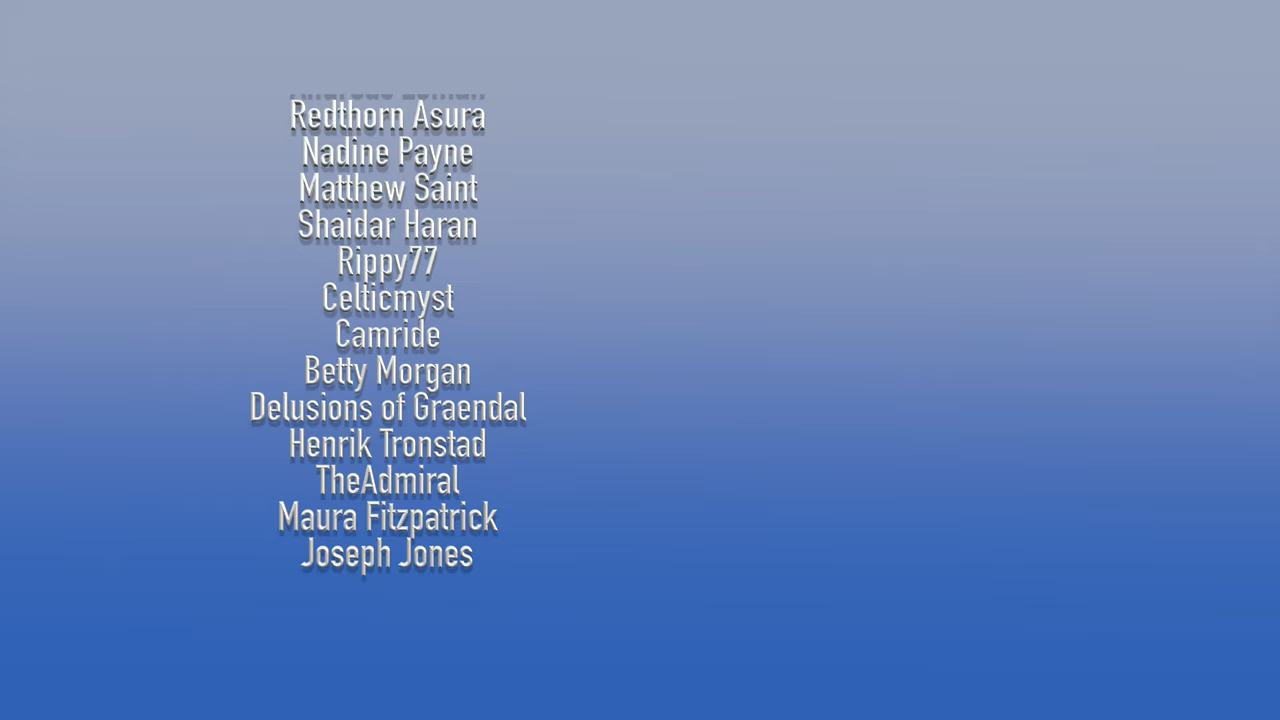 Redthorn Asura
Nadine Payne
Matthew Saint
Shaidar Haran
Rippy77
Celticmyst
Camride
Betty Morgan
Delusions of Graendal
Henrik Tronstad
TheAdmiral
Maura Fitzpatrick
Joseph Jones